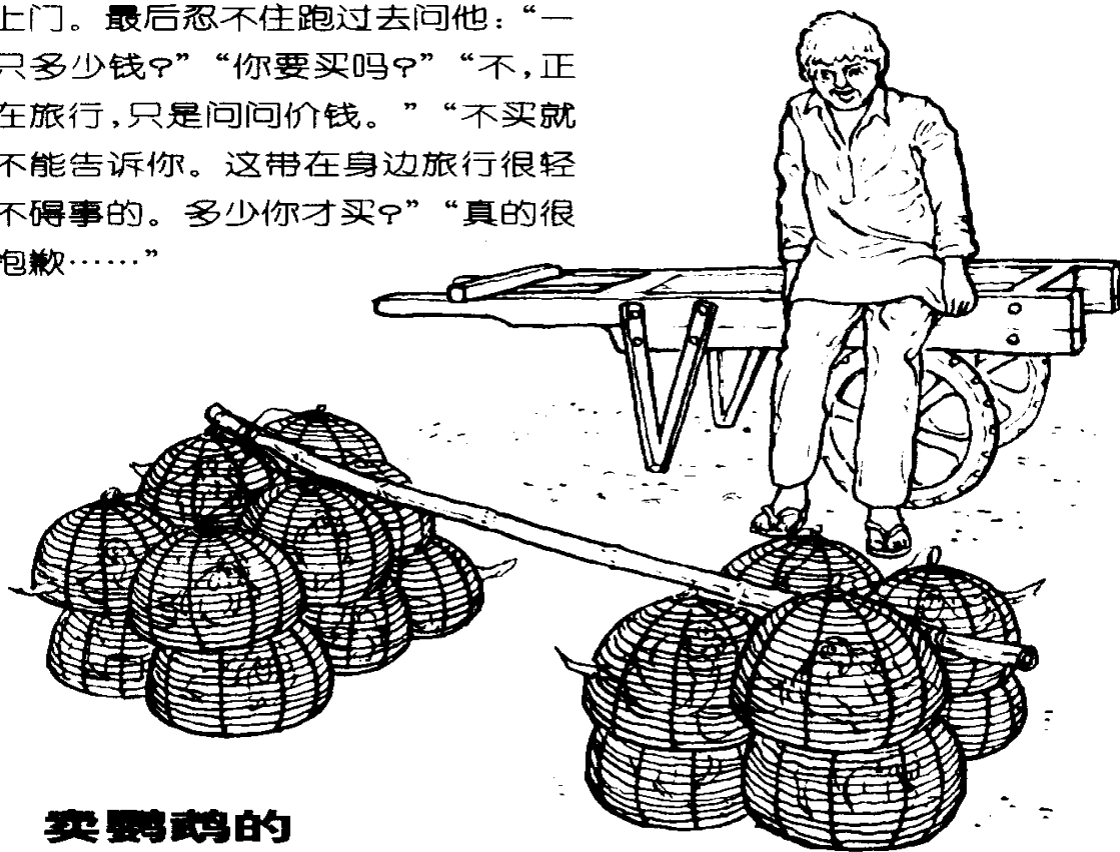 上门。最后忍不住跑过去问他：“一
只多少钱？”“你要买吗？”“不，正
在旅行，只是问问价钱。”“不买就
不能告诉你。这带在身边旅行很轻
不碍事的。多少你才买？”“真的很
抱歉……”
卖鹦鹉的